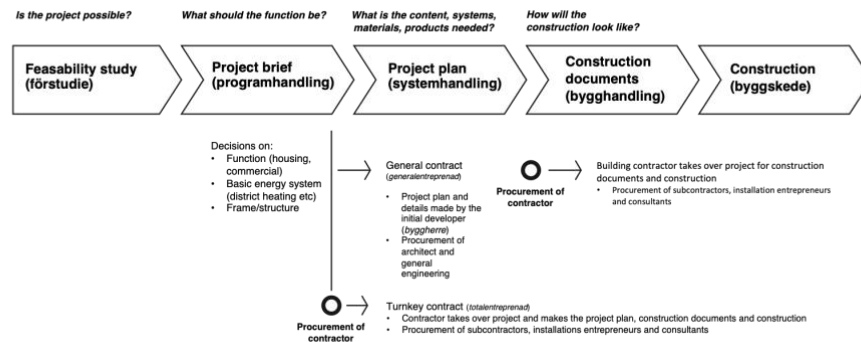 Is the project possible?
What should the function be?
What is the content, systems,
materials, products needed?
How will the
construction look like?
Feasability study
(förstudie)
Project brief
(programhandling)
Project plan
(systemhandling)
Construction
documents
(bygghandling)
Construction
(byggskede)
Decisions on:
• Function (housing,
commercial)
• Basic energy system
(district heating etc)
• Frame/structure
General contract
(generalentreprenad)
• Project plan and
details made by the
initial developer
(byggherre)
• Procurement of
architect and
general
engineering
Procurement of
contractor
Building contractor takes over project for construction
documents and construction
• Procurement of subcontractors, installation entrepreneurs
and consultants
Procurement of
contractor
Turnkey contract (totalentreprenad)
• Contractor takes over project and makes the project plan, construction documents and construction
• Procurement of subcontractors, installations entrepreneurs and consultants